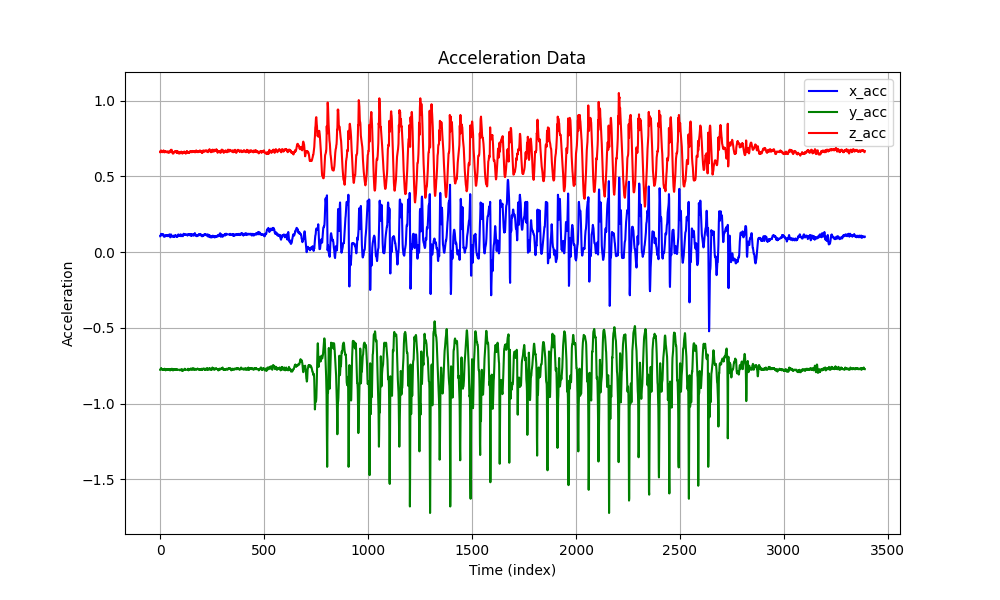 Acceleration Data
x_acc
y_acc
z_acc
Acceleration
1.0
0.5
0.0
−0.5
−1.0
−1.5
0 500 1000 1500 2000 2500 3000 3500
Time (index)